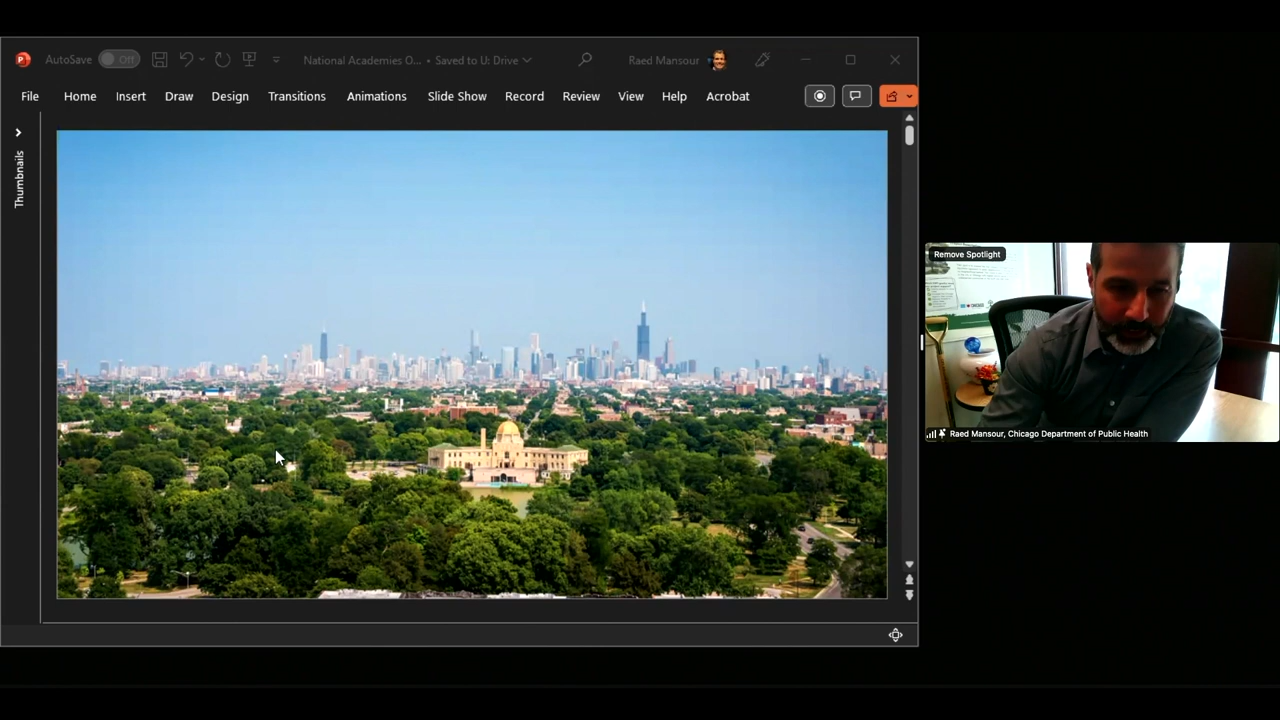 AutoSave Off National Academies O... • Saved to U: Drive Raed Mansour
File Home Insert Draw Design Transitions Animations Slide Show Record Review View Help Acrobat
Thumbnails
Remove Spotlight
Raed Mansour, Chicago Department of Public Health